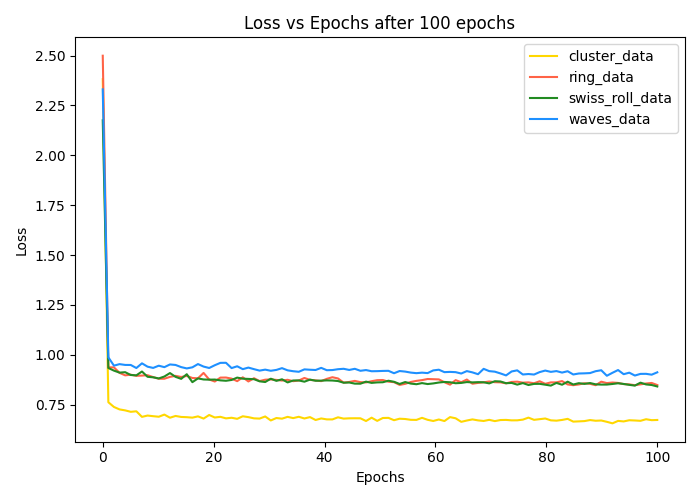 Loss vs Epochs after 100 epochs
2.50
2.25
2.00
1.75
1.50
1.25
1.00
0.75
Loss
cluster_data
ring_data
swiss_roll_data
waves_data
0 20 40 60 80 100
Epochs